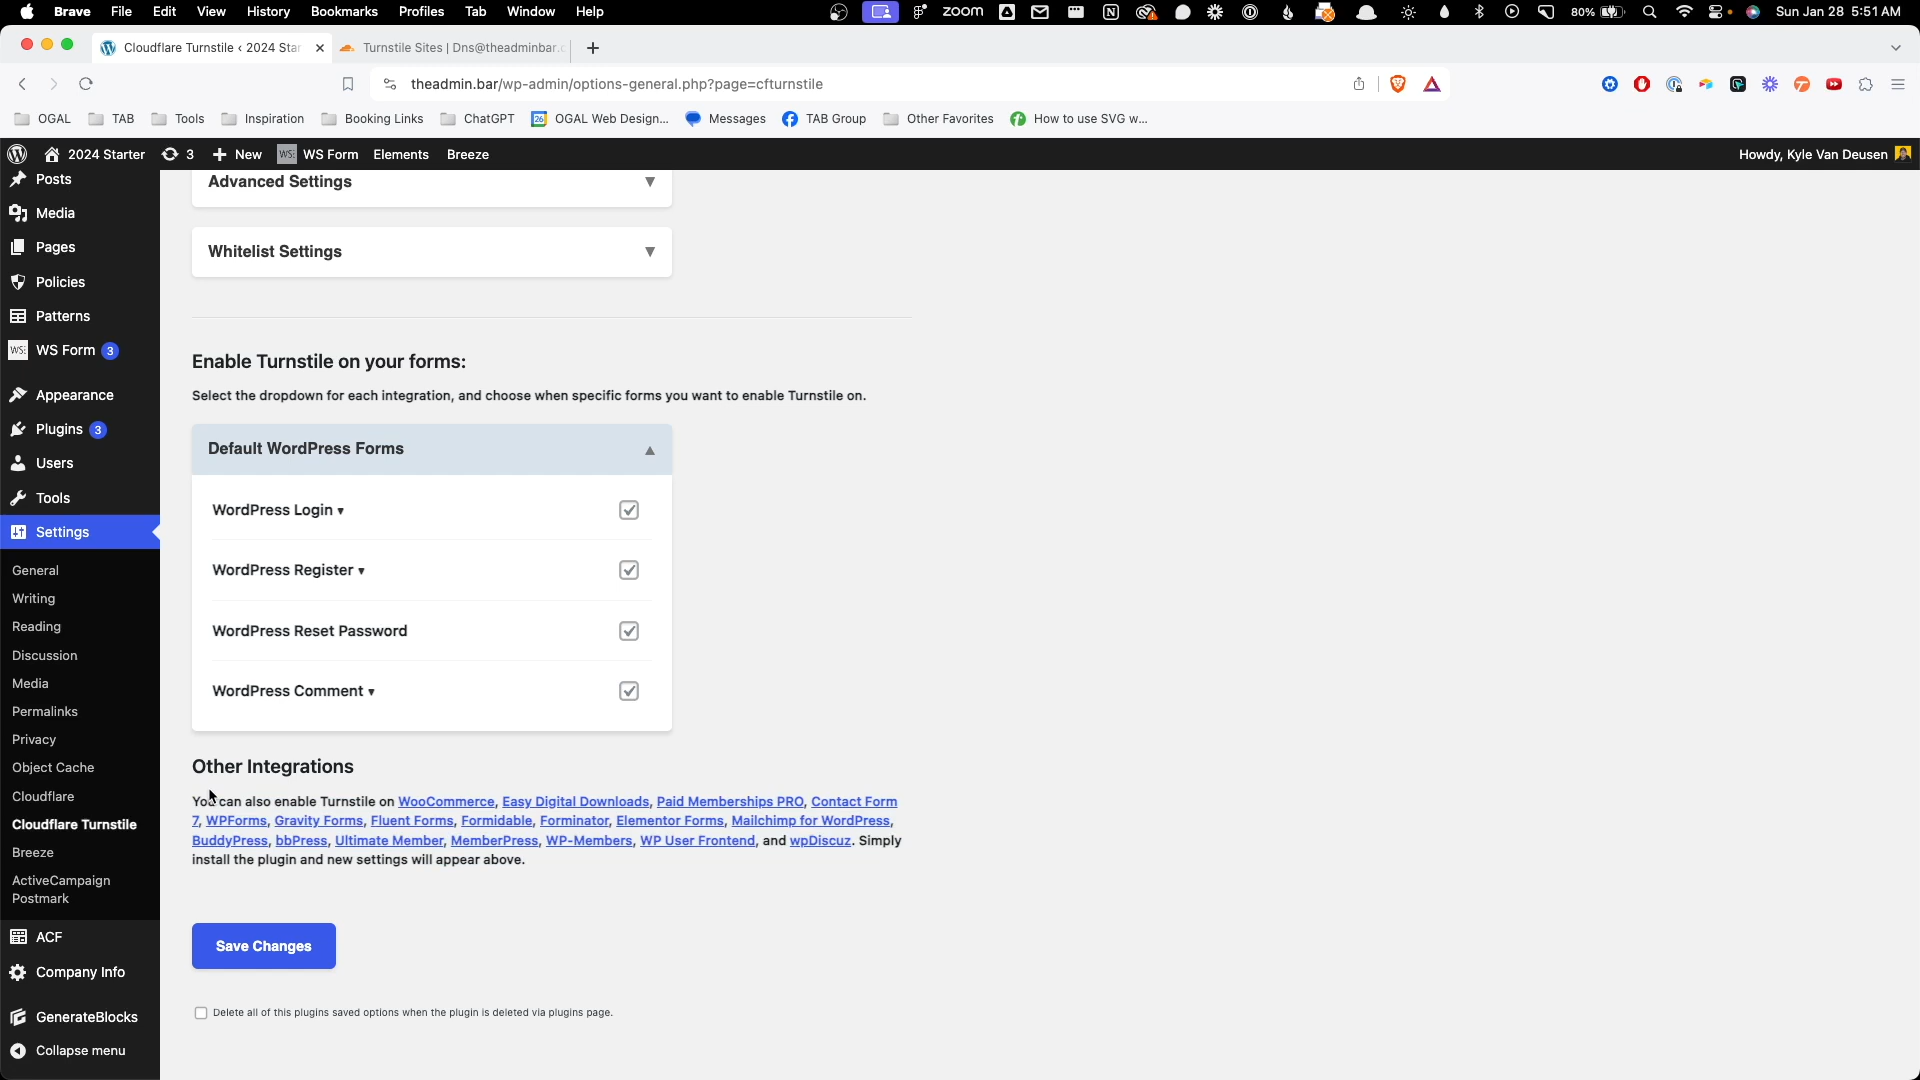 Brave File Edit View History Bookmarks Profiles Tab Window Help zoom 80% Sun Jan 28 5:51 AM
Cloudflare Turnstile < 2024 Star Turnstile Sites | Dns@theadminbar.c
theadmin.bar/wp-admin/options-general.php?page=cfturnstile
OGAL TAB Tools Inspiration Booking Links ChatGPT OGAL Web Design... Messages TAB Group Other Favorites How to use SVG w...
2024 Starter 3 New WS Form Elements Breeze Howdy, Kyle Van Deusen
Posts
Media
Pages
Policies
Patterns
WS Form 3
Appearance
Plugins 3
Users
Tools
Settings
General
Writing
Reading
Discussion
Media
Permalinks
Privacy
Object Cache
Cloudflare
Cloudflare Turnstile
Breeze
ActiveCampaign
Postmark
ACF
Company Info
GenerateBlocks
Collapse menu
Advanced Settings
Whitelist Settings
Enable Turnstile on your forms:
Select the dropdown for each integration, and choose when specific forms you want to enable Turnstile on.
Default WordPress Forms
WordPress Login
WordPress Register
WordPress Reset Password
WordPress Comment
Other Integrations
You can also enable Turnstile on WooCommerce, Easy Digital Downloads, Paid Memberships PRO, Contact Form
7, WPForms, Gravity Forms, Fluent Forms, Formidable, Forminator, Elementor Forms, Mailchimp for WordPress,
BuddyPress, bbPress, Ultimate Member, MemberPress, WP-Members, WP User Frontend, and wpDiscuz. Simply
install the plugin and new settings will appear above.
Save Changes
Delete all of this plugins saved options when the plugin is deleted via plugins page.